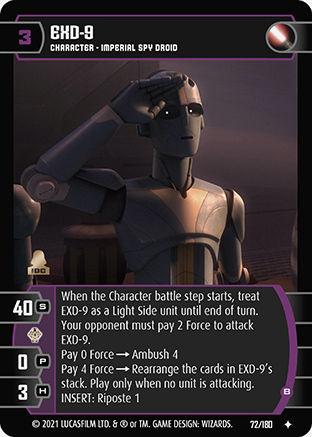 3 EXD-9
CHARACTER - IMPERIAL SPY DROID
IDC
40 S
0 P
3 H
When the Character battle step starts, treat
EXD-9 as a Light Side unit until end of turn.
Your opponent must pay 2 Force to attack
EXD-9.
Pay 0 Force → Ambush 4
Pay 4 Force → Rearrange the cards in EXD-9's
stack. Play only when no unit is attacking.
INSERT: Riposte 1
B
© 2021 LUCASFILM LTD. & ® or TM. GAME DESIGN: WIZARDS. 72/180